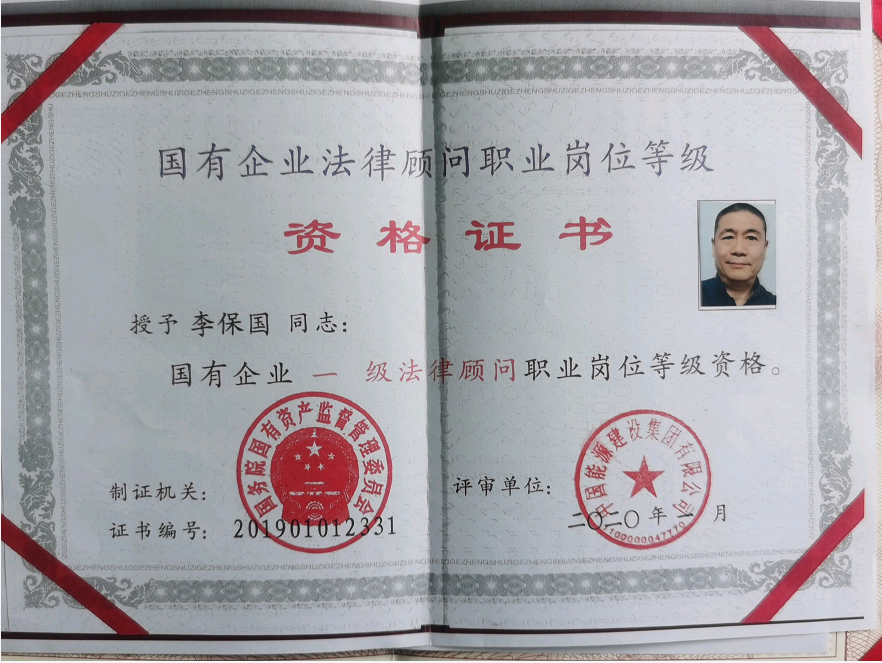 国有企业法律顾问职业岗位等级
资格证书
授予 李保国 同志：
国有企业 一 级法律顾问职业岗位等级资格。
国务院国有资产监督管理委员会
制证机关：
证书编号：201901012331
中国能源建设集团有限公司
评审单位：
二〇二〇年一月
1100000047770